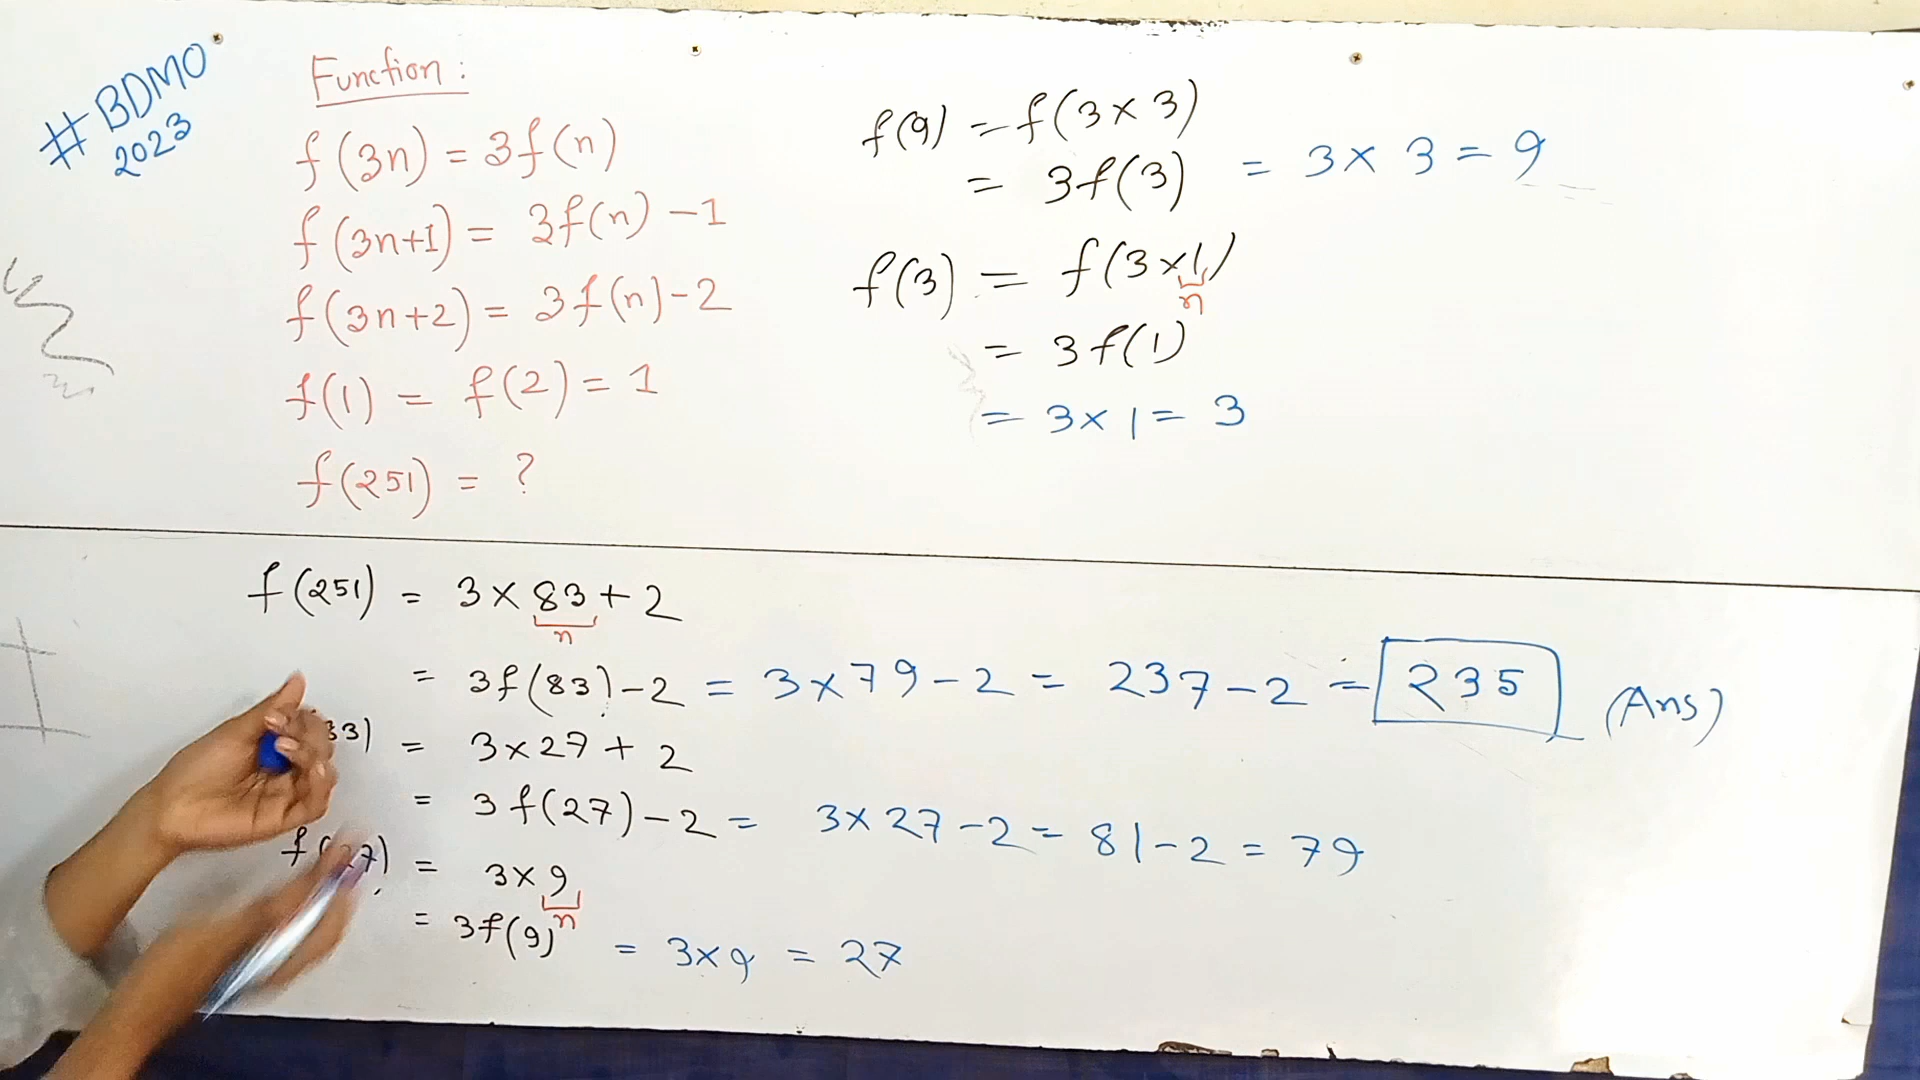 #BDMO
2023
Function:
f(3n) = 3f(n)
f(3n+1) = 3f(n) -1
f(3n+2) = 3f(n)-2
f(1) = f(2) = 1
f(251) = ?
f(9) = f(3×3)
= 3f(3) = 3×3 = 9
f(3) = f(3×1)
n
= 3f(1)
= 3×1 = 3
f(251) = 3×83+2
n
= 3f(83)-2 = 3×79-2 = 237-2 = 235 (Ans)
33) = 3×27+2
= 3f(27)-2 = 3×27-2 = 81-2 = 79
f(27) = 3×9
n
= 3f(9) = 3×9 = 27